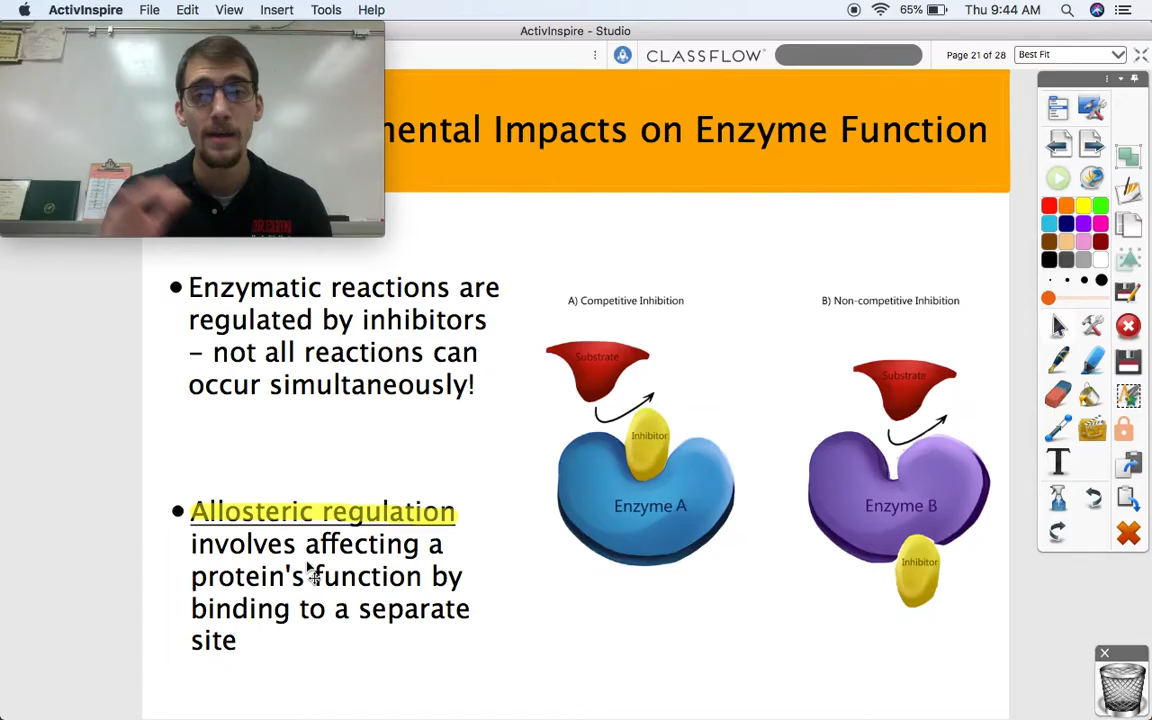 ActivInspire File Edit View Insert Tools Help 65% Thu 9:44 AM
ActivInspire - Studio
CLASSFLOW Page 21 of 28 Best Fit
mental Impacts on Enzyme Function
• Enzymatic reactions are
regulated by inhibitors
– not all reactions can
occur simultaneously!
• Allosteric regulation
involves affecting a
protein's function by
binding to a separate
site
A) Competitive Inhibition
Substrate
Inhibitor
Enzyme A
B) Non-competitive Inhibition
Substrate
Enzyme B
Inhibitor